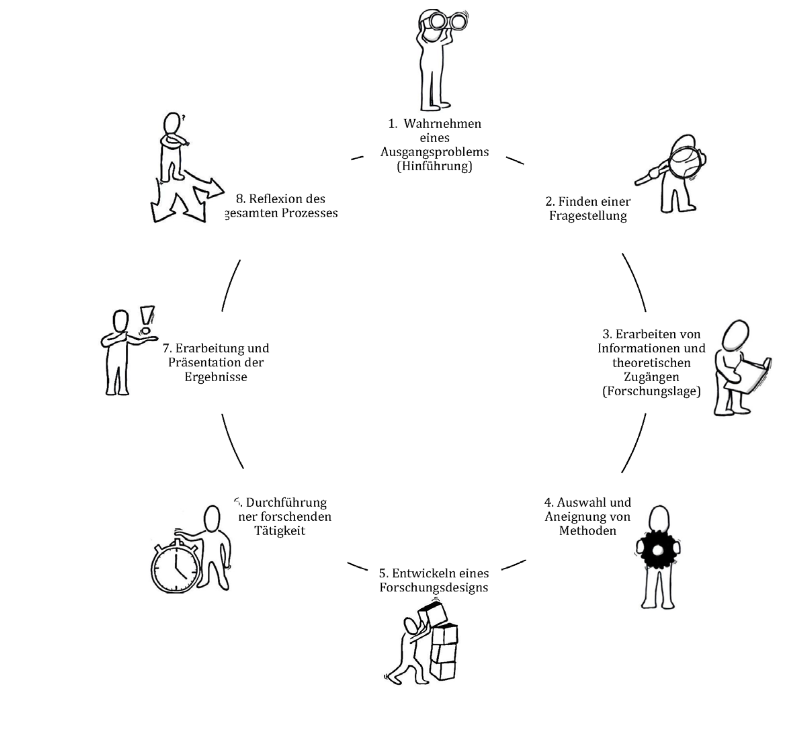 1. Wahrnehmen
eines
Ausgangsproblems
(Hinführung)
2. Finden einer
Fragestellung
3. Erarbeiten von
Informationen und
theoretischen
Zugängen
(Forschungslage)
4. Auswahl und
Aneignung von
Methoden
5. Entwickeln eines
Forschungsdesigns
. Durchführung
ner forschenden
Tätigkeit
7. Erarbeitung und
Präsentation der
Ergebnisse
8. Reflexion des
gesamten Prozesses